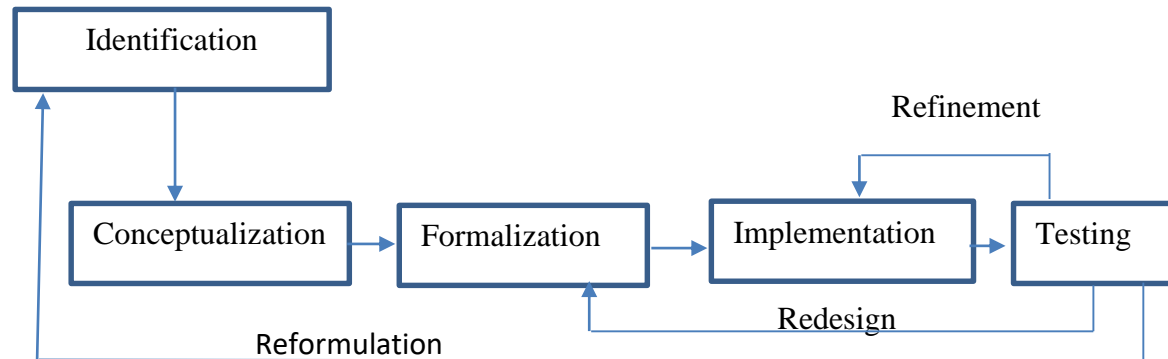 Identification
Refinement
Conceptualization
Formalization
Implementation
Testing
Redesign
Reformulation